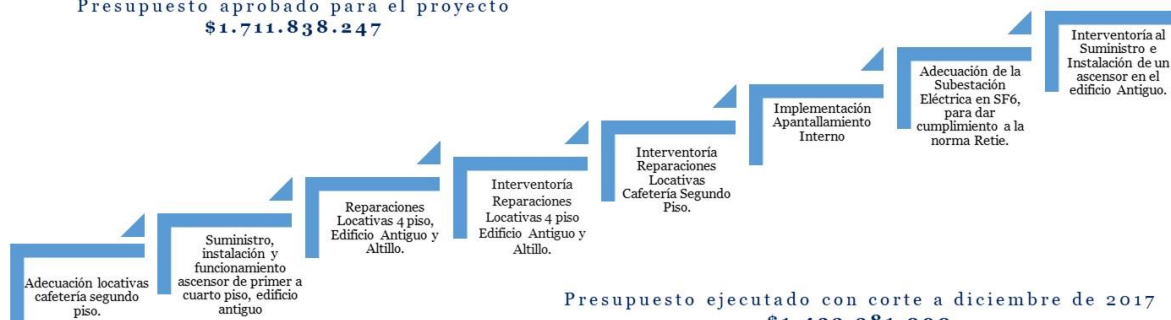 Presupuesto aprobado para el proyecto
$1.711.838.247
Adecuación locativas
cafetería segundo
piso.
Suministro,
instalación y
funcionamiento
ascensor de primer a
cuarto piso, edificio
antiguo
Reparaciones
Locativas 4 piso,
Edificio Antiguo y
Altillo.
Interventoría
Reparaciones
Locativas 4 piso
Edificio Antiguo y
Altillo.
Interventoría
Reparaciones
Locativas
Cafetería Segundo
Piso.
Implementación
Apantallamiento
Interno
Adecuación de la
Subestación
Eléctrica en SF6,
para dar
cumplimiento a la
norma Retie.
Interventoría al
Suministro e
Instalación de un
ascensor en el
edificio Antiguo.
Presupuesto ejecutado con corte a diciembre de 2017